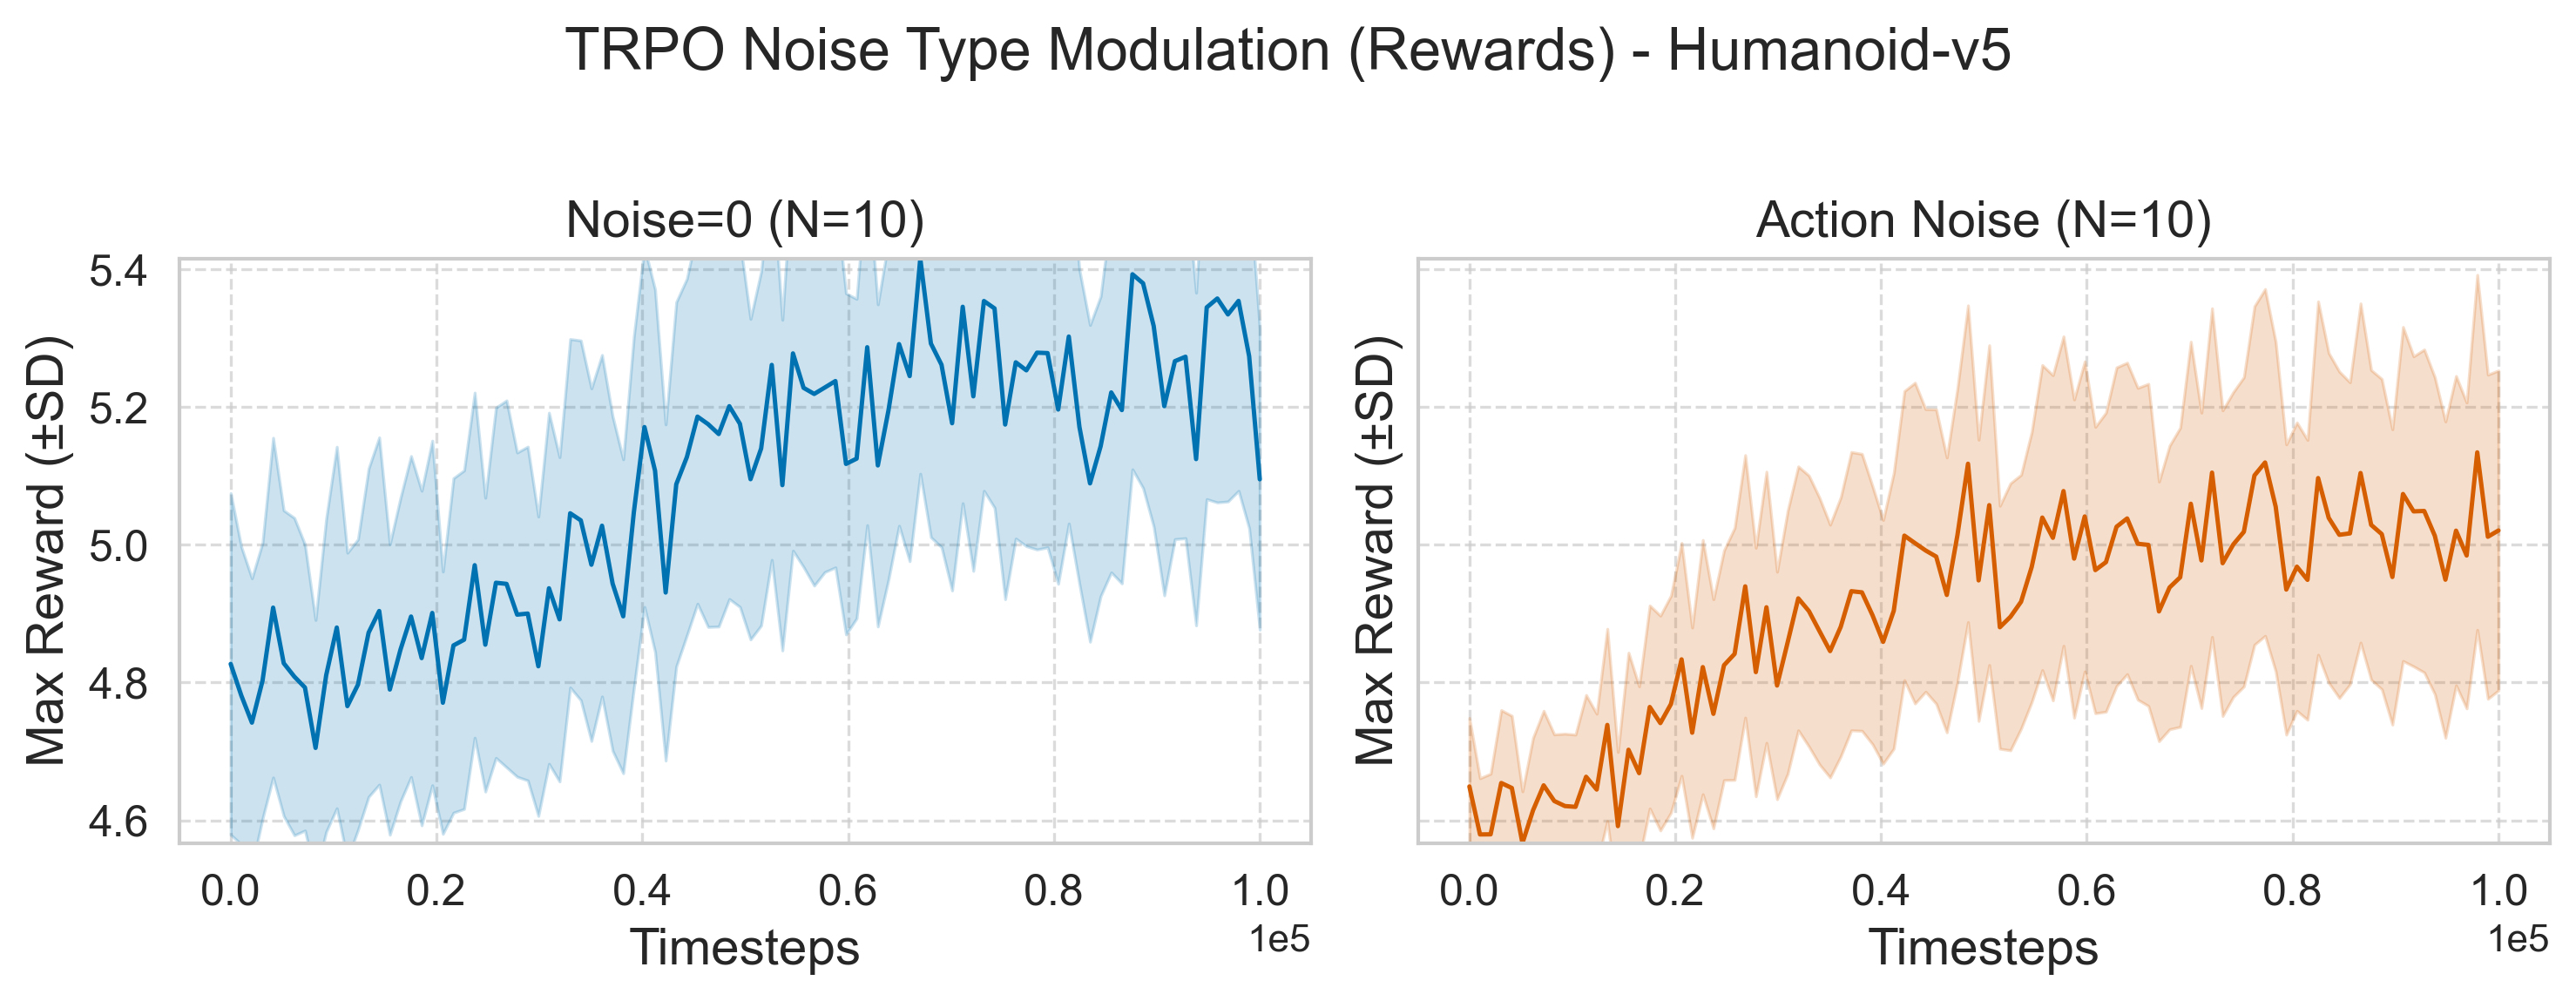 TRPO Noise Type Modulation (Rewards) - Humanoid-v5
Noise=0 (N=10)
Max Reward (±SD)
5.4
5.2
5.0
4.8
4.6
0.0 0.2 0.4 0.6 0.8 1.0
1e5
Timesteps
Action Noise (N=10)
Max Reward (±SD)
0.0 0.2 0.4 0.6 0.8 1.0
1e5
Timesteps